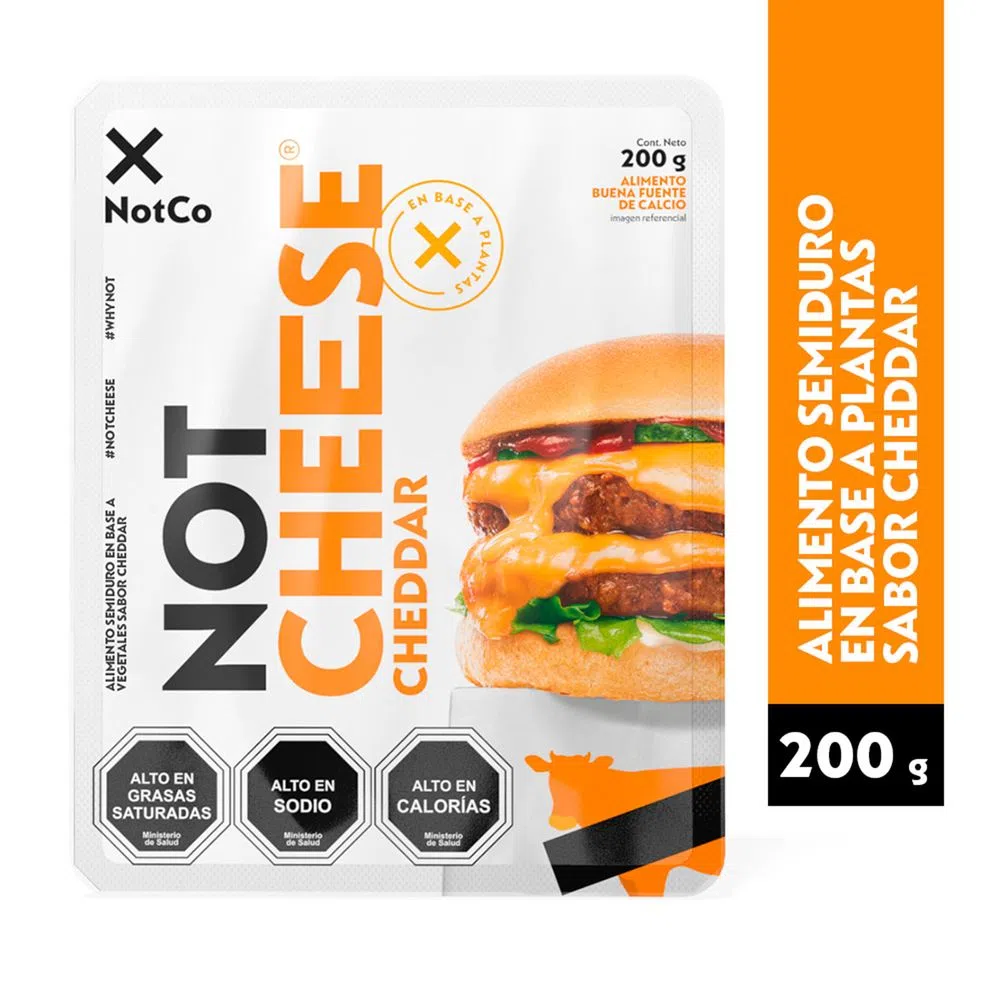 NotCo
#WHYNOT
#NOTCHEESE
ALIMENTO SEMIDURO EN BASE A
VEGETALES SABOR CHEDDAR
NOT
CHEESE®
CHEDDAR
EN BASE A PLANTAS
Cont. Neto
200 g
ALIMENTO
BUENA FUENTE
DE CALCIO
imagen referencial
ALTO EN
GRASAS
SATURADAS
Ministerio
de Salud
ALTO EN
SODIO
Ministerio
de Salud
ALTO EN
CALORÍAS
Ministerio
de Salud
ALIMENTO SEMIDURO
EN BASE A PLANTAS
SABOR CHEDDAR
200 g